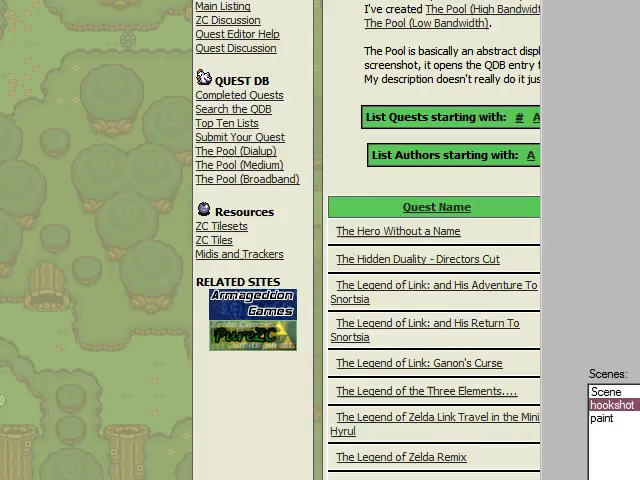 Main Listing
ZC Discussion
Quest Editor Help
Quest Discussion
QUEST DB
Completed Quests
Search the QDB
Top Ten Lists
Submit Your Quest
The Pool (Dialup)
The Pool (Medium)
The Pool (Broadband)
Resources
ZC Tilesets
ZC Tiles
Midis and Trackers
RELATED SITES
Armageddon
Games
PureZC
I've created The Pool (High Bandwidt
The Pool (Low Bandwidth).
The Pool is basically an abstract displ
screenshot, it opens the QDB entry f
My description doesn't really do it jus
List Quests starting with: # A
List Authors starting with: A
Quest Name
The Hero Without a Name
The Hidden Duality - Directors Cut
The Legend of Link: and His Adventure To
Snortsia
The Legend of Link: and His Return To
Snortsia
The Legend of Link: Ganon's Curse
The Legend of the Three Elements....
The Legend of Zelda Link Travel in the Mini
Hyrul
The Legend of Zelda Remix
Scenes:
Scene
hookshot
paint